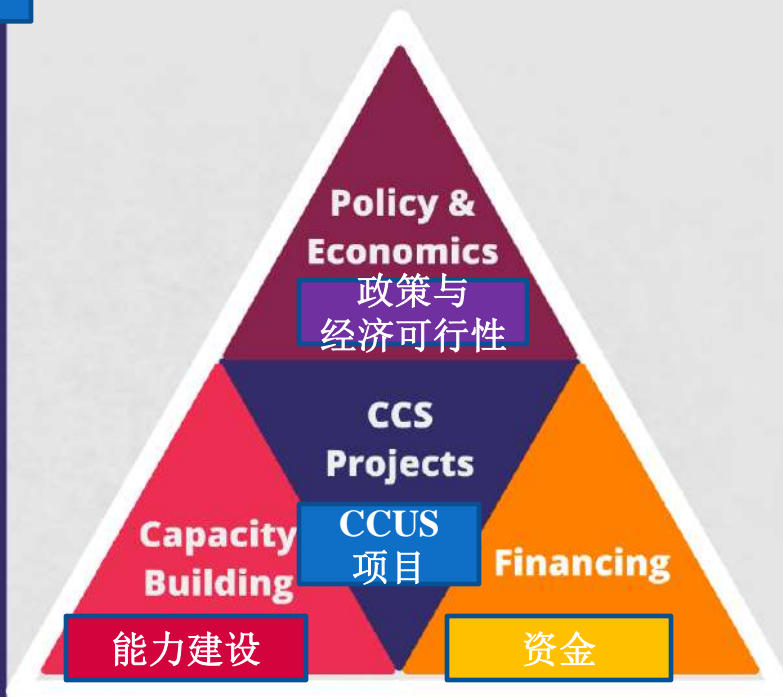 Policy &
Economics
政策与
经济可行性
CCS
Projects
CCUS
项目
Capacity
Building
能力建设
Financing
资金